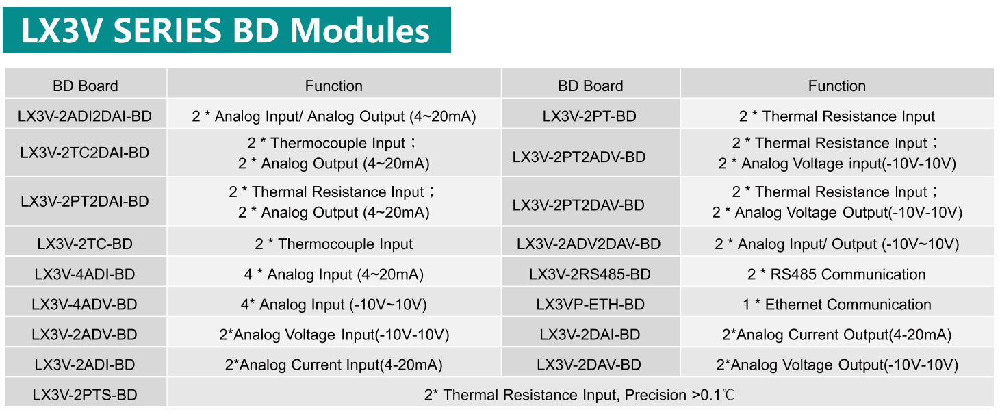 LX3V SERIES BD Modules
BD Board Function BD Board Function
LX3V-2ADI2DAI-BD 2 * Analog Input/ Analog Output (4~20mA) LX3V-2PT-BD 2 * Thermal Resistance Input
LX3V-2TC2DAI-BD 2 * Thermocouple Input；
2 * Analog Output (4~20mA)
LX3V-2PT2ADV-BD 2 * Thermal Resistance Input；
2 * Analog Voltage input(-10V-10V)
LX3V-2PT2DAI-BD 2 * Thermal Resistance Input；
2 * Analog Output (4~20mA)
LX3V-2PT2DAV-BD 2 * Thermal Resistance Input；
2 * Analog Voltage Output(-10V-10V)
LX3V-2TC-BD 2 * Thermocouple Input LX3V-2ADV2DAV-BD 2 * Analog Input/ Output (-10V~10V)
LX3V-4ADI-BD 4 * Analog Input (4~20mA) LX3V-2RS485-BD 2 * RS485 Communication
LX3V-4ADV-BD 4* Analog Input (-10V~10V) LX3VP-ETH-BD 1 * Ethernet Communication
LX3V-2ADV-BD 2*Analog Voltage Input(-10V-10V) LX3V-2DAI-BD 2*Analog Current Output(4-20mA)
LX3V-2ADI-BD 2*Analog Current Input(4-20mA) LX3V-2DAV-BD 2*Analog Voltage Output(-10V-10V)
LX3V-2PTS-BD 2* Thermal Resistance Input, Precision >0.1℃